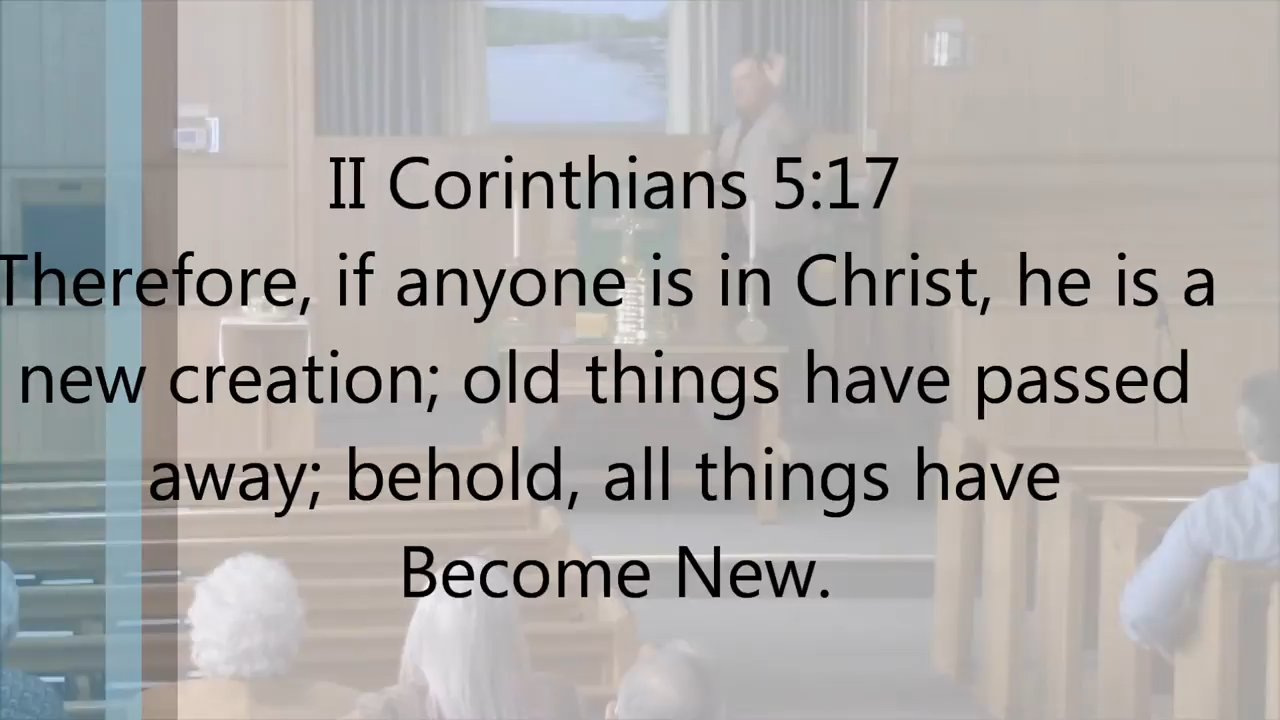 II Corinthians 5:17
Therefore, if anyone is in Christ, he is a
new creation; old things have passed
away; behold, all things have
Become New.